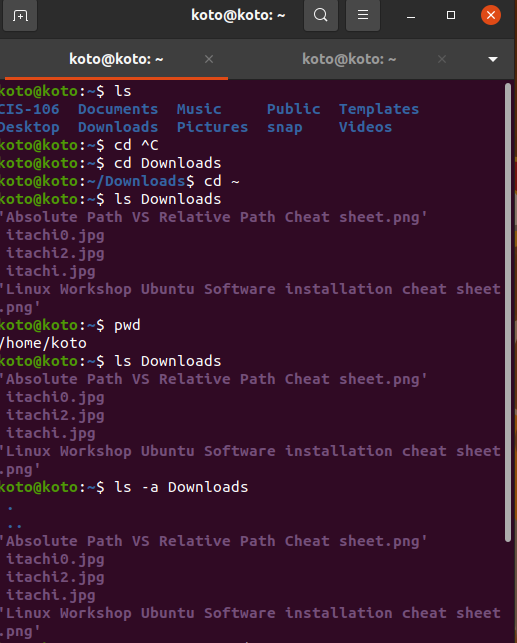 koto@koto: ~
koto@koto: ~
koto@koto: ~
koto@koto:~$ ls
CIS-106  Documents  Music     Public  Templates
Desktop  Downloads  Pictures  snap    Videos
koto@koto:~$ cd ^C
koto@koto:~$ cd Downloads
koto@koto:~/Downloads$ cd ~
koto@koto:~$ ls Downloads
'Absolute Path VS Relative Path Cheat sheet.png'
 itachi0.jpg
 itachi2.jpg
 itachi.jpg
'Linux Workshop Ubuntu Software installation cheat sheet
.png'
koto@koto:~$ pwd
/home/koto
koto@koto:~$ ls Downloads
'Absolute Path VS Relative Path Cheat sheet.png'
 itachi0.jpg
 itachi2.jpg
 itachi.jpg
'Linux Workshop Ubuntu Software installation cheat sheet
.png'
koto@koto:~$ ls -a Downloads
 .
 ..
'Absolute Path VS Relative Path Cheat sheet.png'
 itachi0.jpg
 itachi2.jpg
 itachi.jpg
'Linux Workshop Ubuntu Software installation cheat sheet
.png'